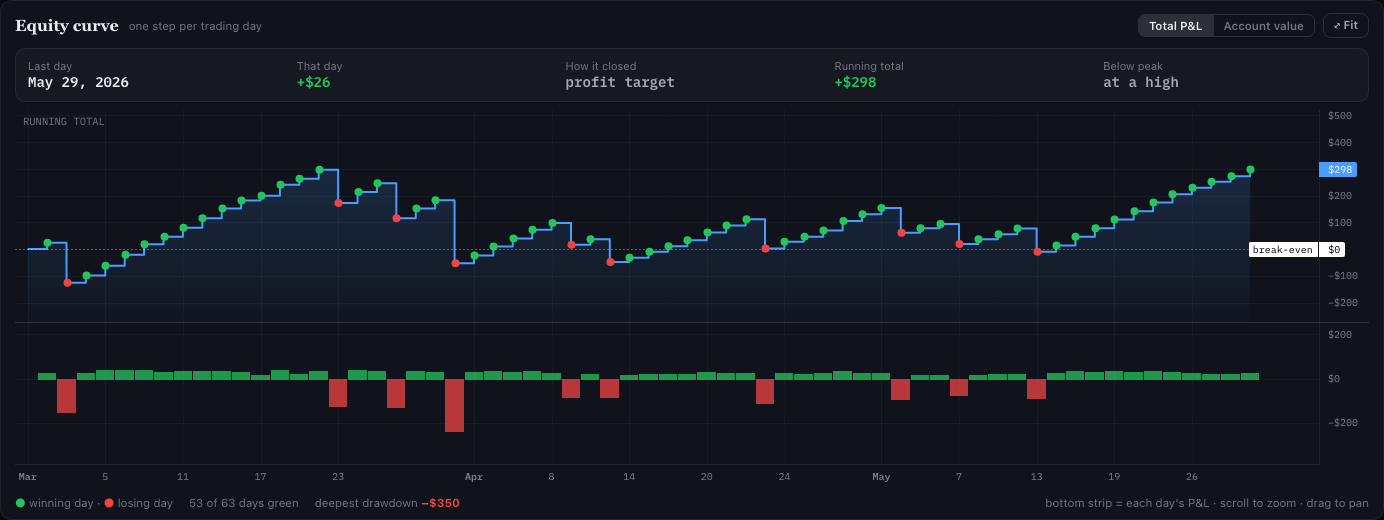 Equity curve one step per trading day Total P&L Account value ⤢ Fit
Last day That day How it closed Running total Below peak
May 29, 2026 +$26 profit target +$298 at a high
RUNNING TOTAL
$500
$400
$298
$200
$100
break-even $0
−$100
−$200
$200
$0
−$200
Mar 5 11 17 23 Apr 8 14 20 24 May 7 13 19 26
winning day · losing day 53 of 63 days green deepest drawdown −$350 bottom strip = each day's P&L · scroll to zoom · drag to pan